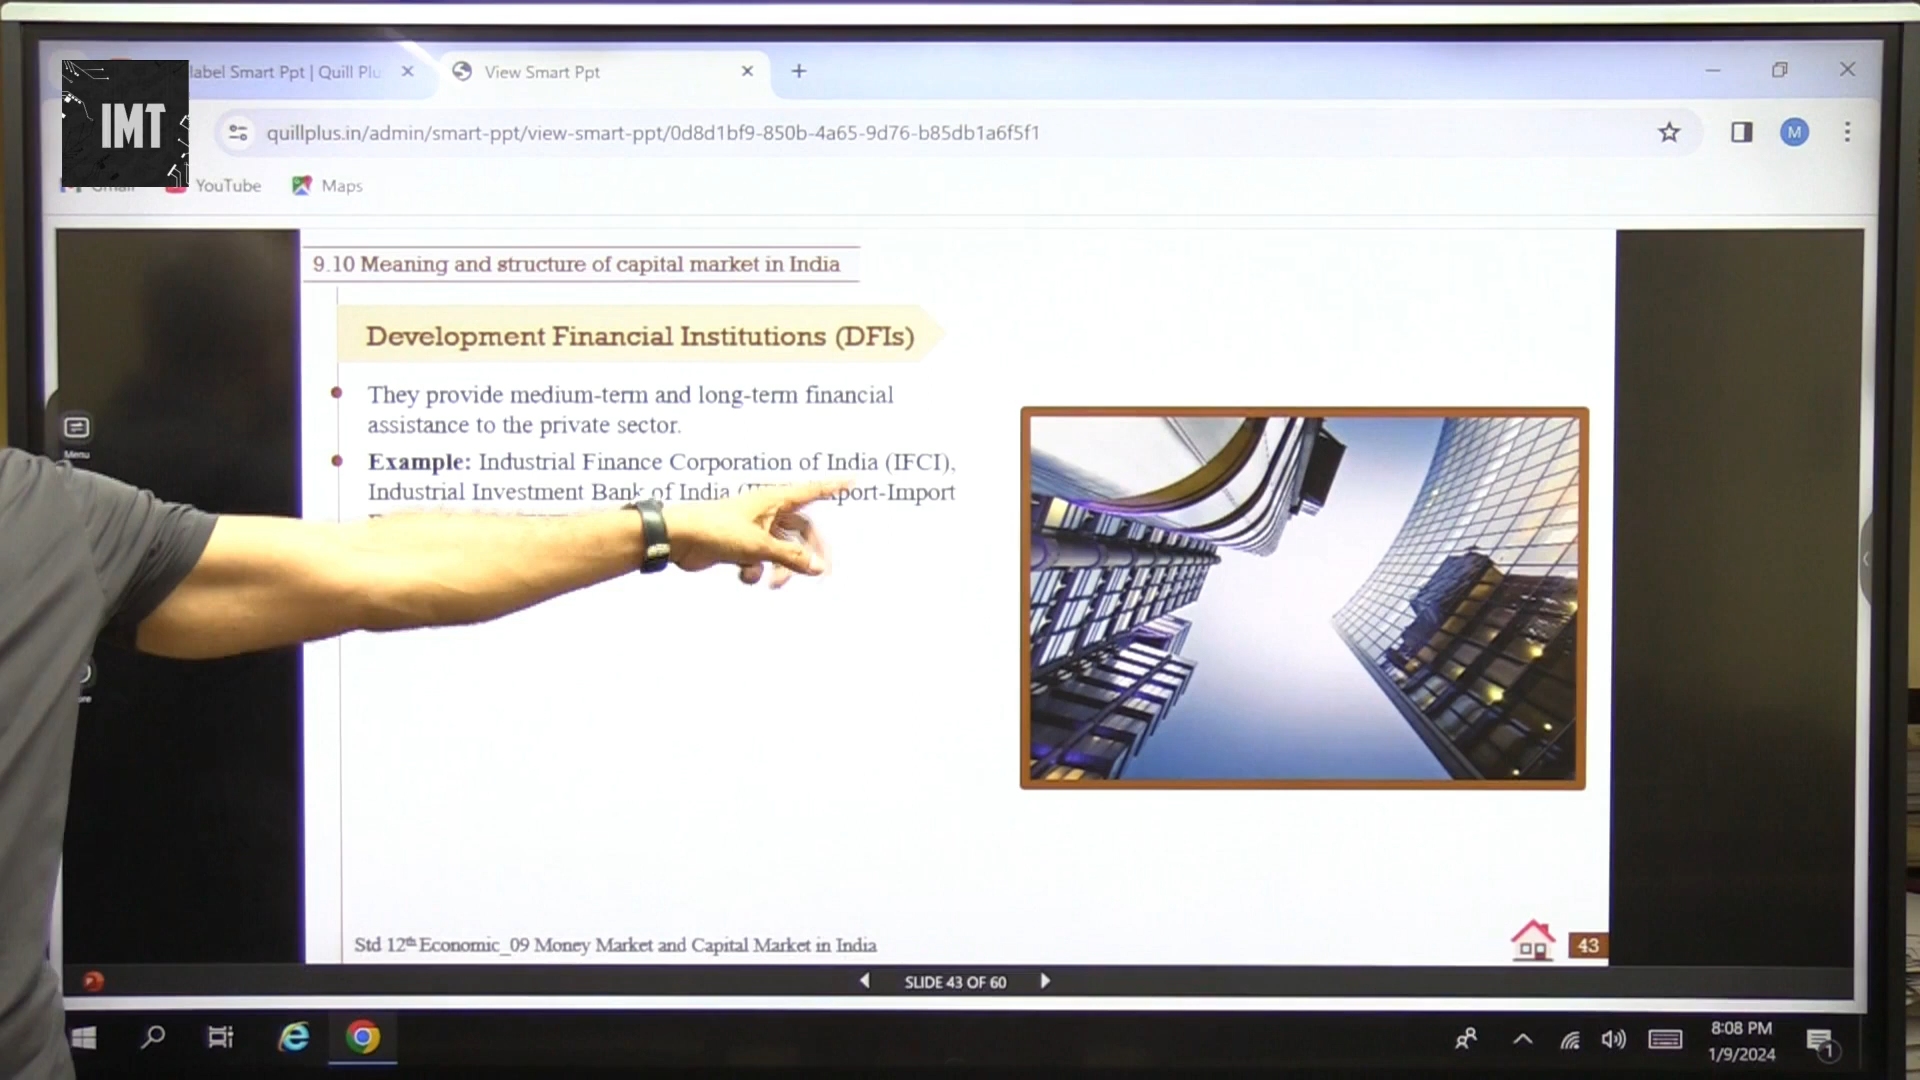 label Smart Ppt | Quill Plu
View Smart Ppt
IMT
quillplus.in/admin/smart-ppt/view-smart-ppt/0d8d1bf9-850b-4a65-9d76-b85db1a6f5f1
M
Gmail
YouTube
Maps
9.10 Meaning and structure of capital market in India
Development Financial Institutions (DFIs)
They provide medium-term and long-term financial
assistance to the private sector.
Example: Industrial Finance Corporation of India (IFCI),
Industrial Investment Bank of India Export-Import
Menu
Std 12th Economic_09 Money Market and Capital Market in India
43
SLIDE 43 OF 60
8:08 PM
1/9/2024
1